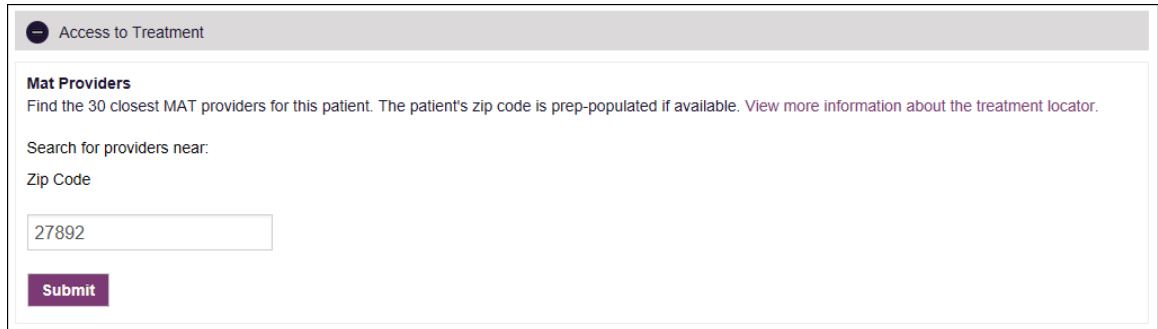 Access to Treatment
Mat Providers
Find the 30 closest MAT providers for this patient. The patient's zip code is prep-populated if available. View more information about the treatment locator.
Search for providers near:
Zip Code
27892
Submit